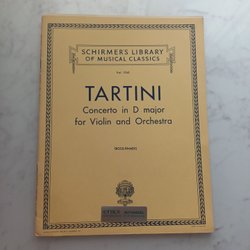 SCHIRMER'S LIBRARY
OF MUSICAL CLASSICS
TARTINI
Concerto in D major
for Violin and Orchestra